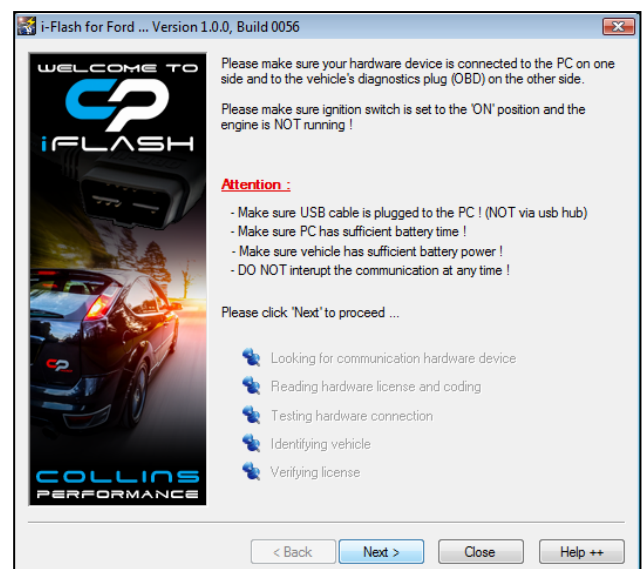 i-Flash for Ford ... Version 1.0.0, Build 0056
WELCOME TO
CP
iFLASH
COLLINS
PERFORMANCE
Please make sure your hardware device is connected to the PC on one
side and to the vehicle's diagnostics plug (OBD) on the other side.
Please make sure ignition switch is set to the 'ON' position and the
engine is NOT running !
Attention :
- Make sure USB cable is plugged to the PC ! (NOT via usb hub)
- Make sure PC has sufficient battery time !
- Make sure vehicle has sufficient battery power !
- DO NOT interupt the communication at any time !
Please click 'Next' to proceed ...
Looking for communication hardware device
Reading hardware license and coding
Testing hardware connection
Identifying vehicle
Verifying license
< Back
Next >
Close
Help ++